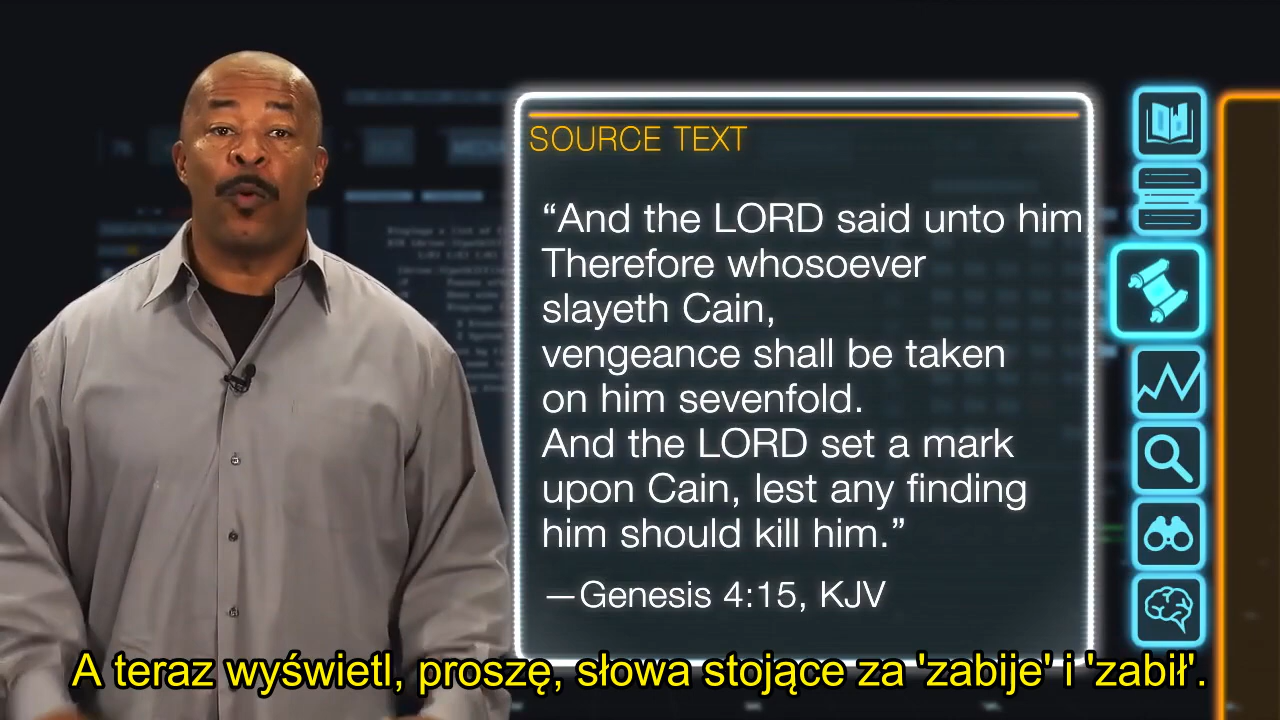 SOURCE TEXT
“And the LORD said unto him
Therefore whosoever
slayeth Cain,
vengeance shall be taken
on him sevenfold.
And the LORD set a mark
upon Cain, lest any finding
him should kill him.”
—Genesis 4:15, KJV
A teraz wyświetl, proszę, słowa stojące za 'zabije' i 'zabił'.